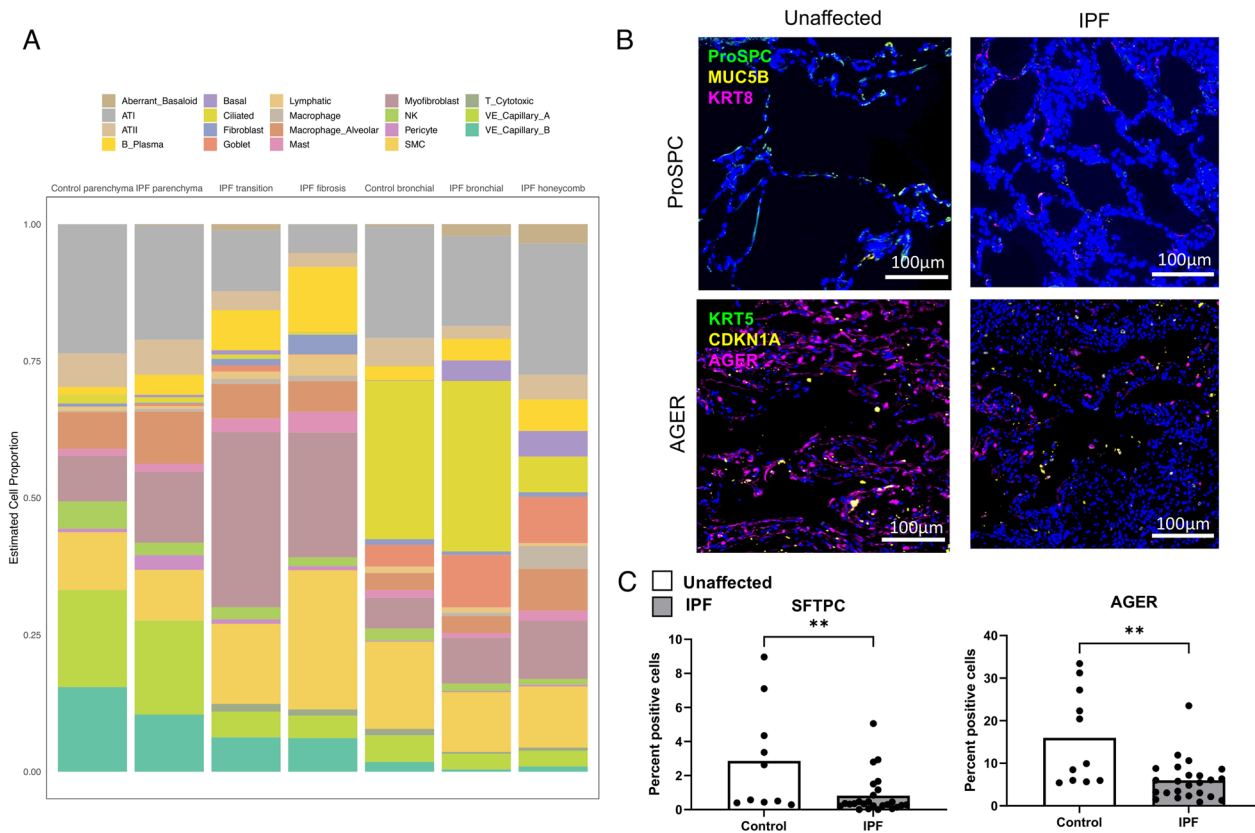 A
Aberrant_Basaloid
ATI
ATII
B_Plasma
Basal
Ciliated
Fibroblast
Goblet
Lymphatic
Macrophage
Macrophage_Alveolar
Mast
Myofibroblast
NK
Pericyte
SMC
T_Cytotoxic
VE_Capillary_A
VE_Capillary_B
Control parenchyma IPF parenchyma IPF transition IPF fibrosis Control bronchial IPF bronchial IPF honeycomb
1.00
0.75
0.50
0.25
0.00
Estimated Cell Proportion
B
Unaffected IPF
ProSPC
ProSPC
MUC5B
KRT8
100μm
100μm
AGER
KRT5
CDKN1A
AGER
100μm
100μm
C
Unaffected
IPF
SFTPC
**
Percent positive cells
10
8
6
4
2
0
Control IPF
AGER
**
Percent positive cells
40
30
20
10
0
Control IPF